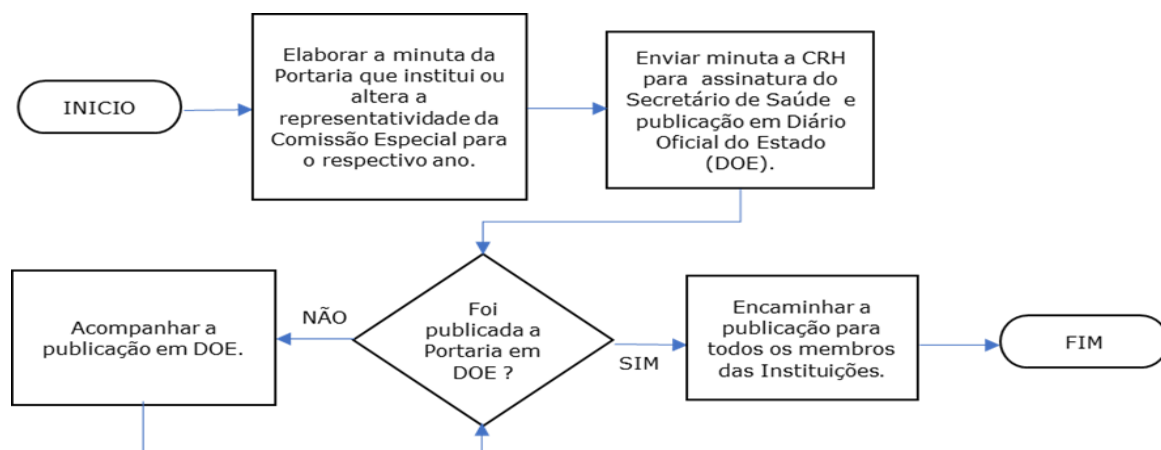 INICIO
Elaborar a minuta da
Portaria que institui ou
altera a
representatividade da
Comissão Especial para
o respectivo ano.
Enviar minuta a CRH
para assinatura do
Secretário de Saúde e
publicação em Diário
Oficial do Estado
(DOE).
Acompanhar a
publicação em DOE.
NÃO
Foi
publicada a
Portaria em
DOE ?
SIM
Encaminhar a
publicação para
todos os membros
das Instituições.
FIM